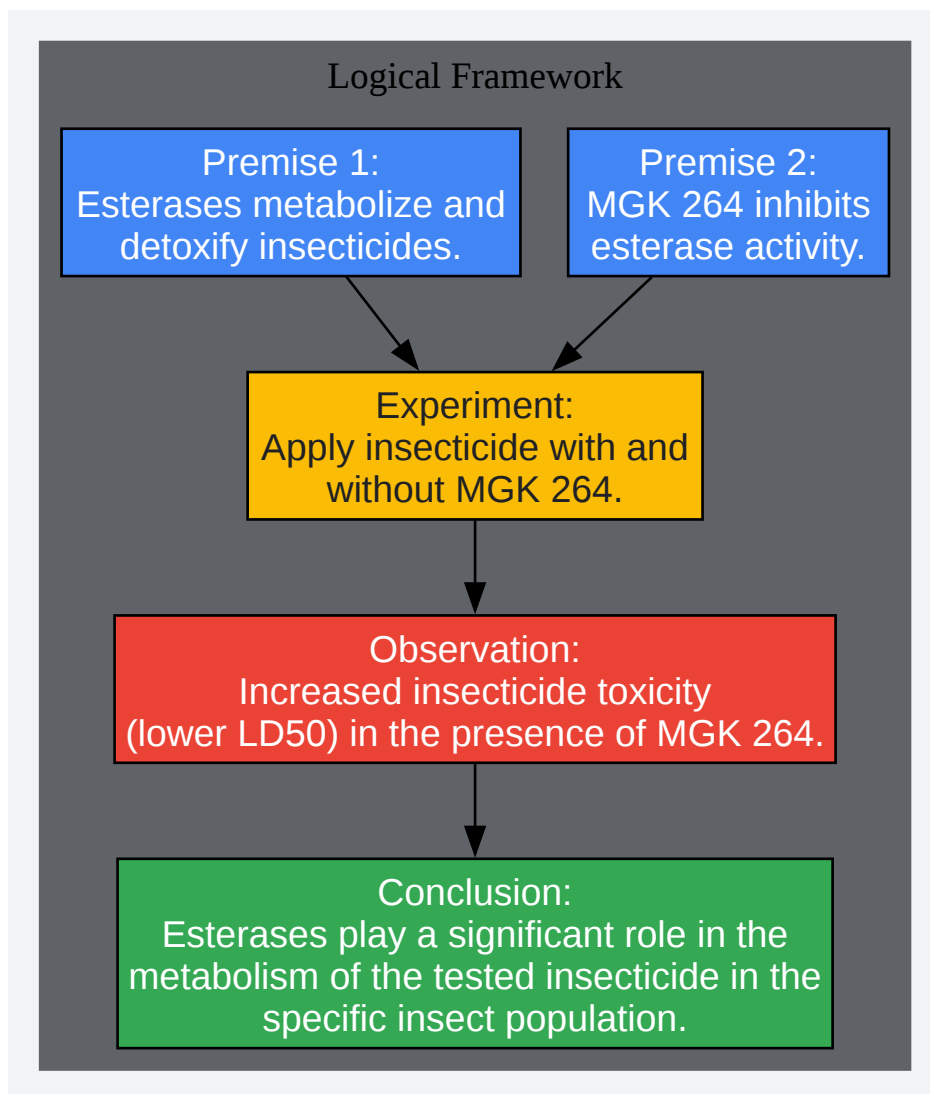 Logical Framework
Premise 1:
Esterases metabolize and
detoxify insecticides.
Premise 2:
MGK 264 inhibits
esterase activity.
Experiment:
Apply insecticide with and
without MGK 264.
Observation:
Increased insecticide toxicity
(lower LD50) in the presence of MGK 264.
Conclusion:
Esterases play a significant role in the
metabolism of the tested insecticide in the
specific insect population.